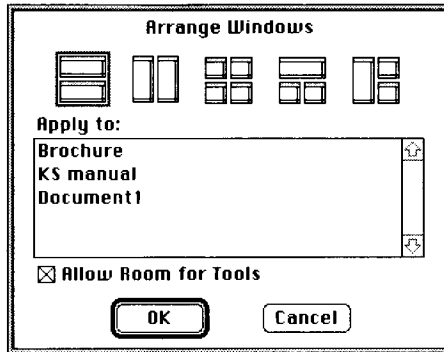 Arrange Windows
Apply to:
Brochure
KS manual
Document1
Allow Room for Tools
OK
Cancel